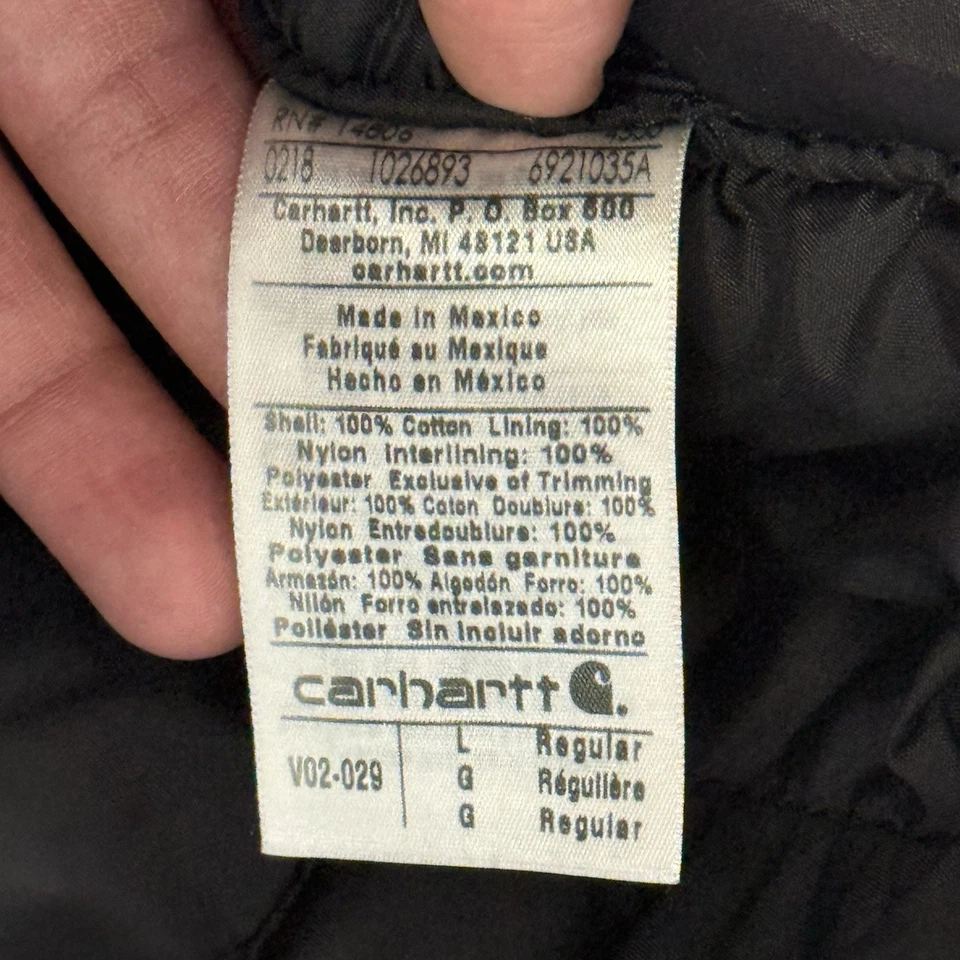 RN# 14806 4550
0218 1026893 6921035A
Carhartt, Inc. P. O. Box 600
Dearborn, MI 48121 USA
carhartt.com
Made in Mexico
Fabriqué au Mexique
Hecho en México
Shell: 100% Cotton Lining: 100%
Nylon Interlining: 100%
Polyester Exclusive of Trimming
Extérieur: 100% Coton Doublure: 100%
Nylon Entredoublure: 100%
Polyester Sans garniture
Armazón: 100% Algodón Forro: 100%
Nilón Forro entrelazado: 100%
Poliéster Sin incluir adorno
carhartt
L Regular
V02-029 G Régulière
G Regular